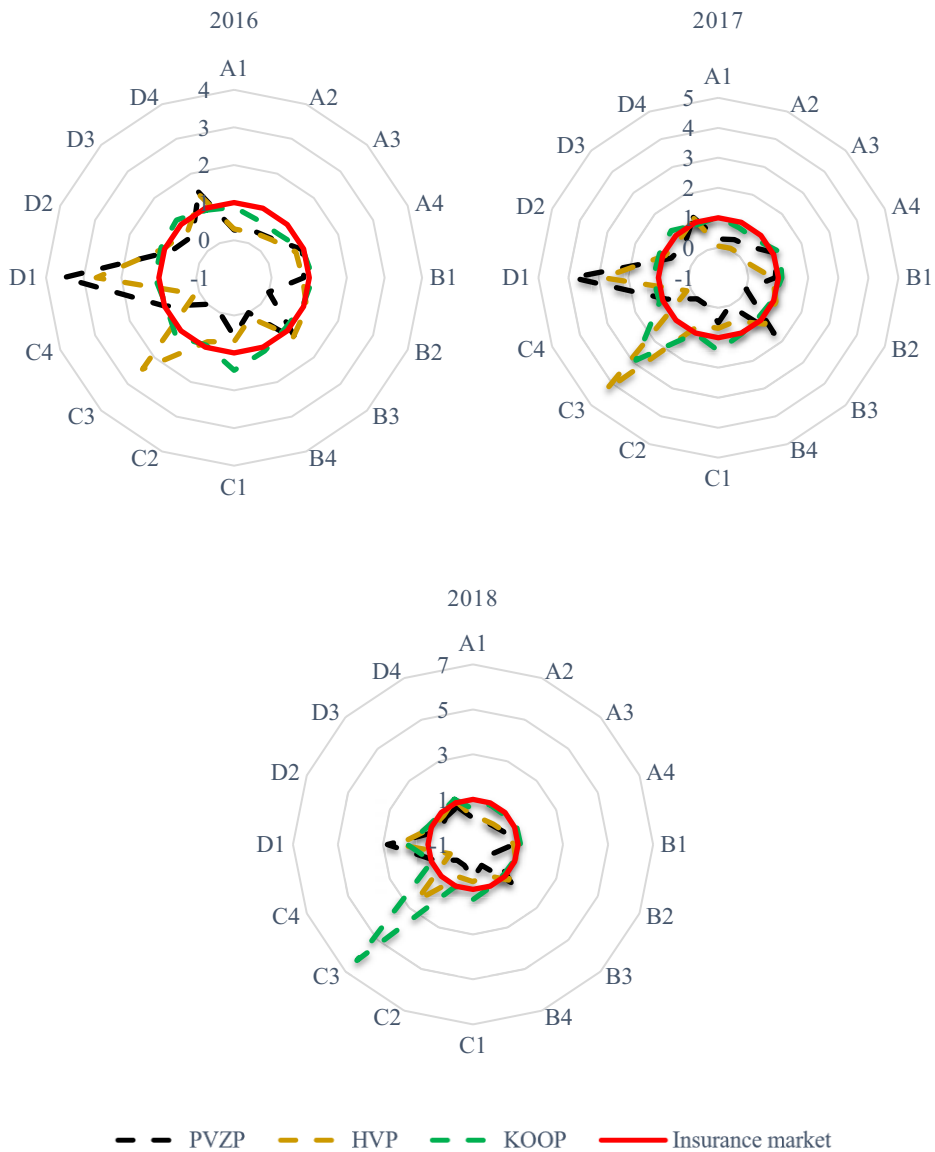 2016
A1
A2
A3
A4
B1
B2
B3
B4
C1
C2
C3
C4
D1
D2
D3
D4
4
3
2
1
0
-1
2017
A1
A2
A3
A4
B1
B2
B3
B4
C1
C2
C3
C4
D1
D2
D3
D4
5
4
3
2
1
0
-1
2018
A1
A2
A3
A4
B1
B2
B3
B4
C1
C2
C3
C4
D1
D2
D3
D4
7
5
3
1
-1
PVZP HVP KOOP Insurance market